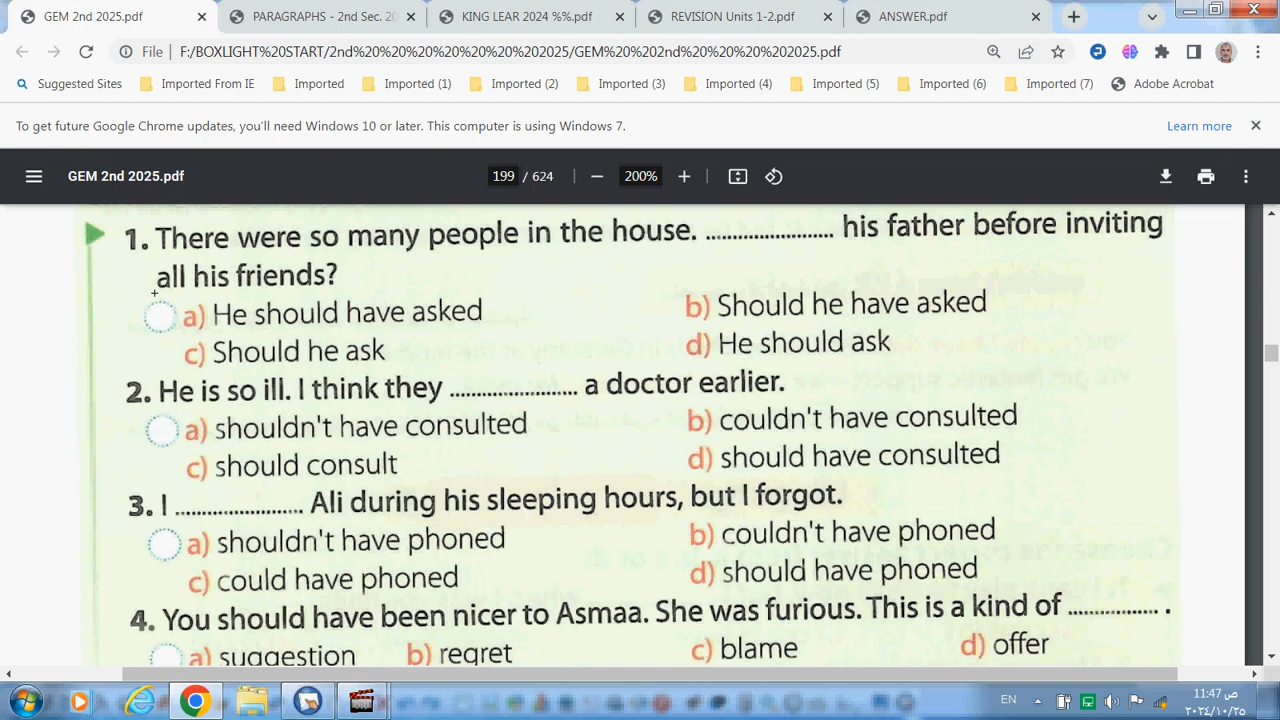 GEM 2nd 2025.pdf
PARAGRAPHS - 2nd Sec. 20
KING LEAR 2024 %%.pdf
REVISION Units 1-2.pdf
ANSWER.pdf
File | F:/BOXLIGHT%20START/2nd%20%20%20%20%20%20%202025/GEM%20%202nd%20%20%20%20%202025.pdf
Suggested Sites
Imported From IE
Imported
Imported (1)
Imported (2)
Imported (3)
Imported (4)
Imported (5)
Imported (6)
Imported (7)
Adobe Acrobat
To get future Google Chrome updates, you'll need Windows 10 or later. This computer is using Windows 7.
Learn more
GEM 2nd 2025.pdf
199 / 624
200%
1. There were so many people in the house. ........................ his father before inviting
all his friends?
a) He should have asked
b) Should he have asked
c) Should he ask
d) He should ask
2. He is so ill. I think they ........................ a doctor earlier.
a) shouldn't have consulted
b) couldn't have consulted
c) should consult
d) should have consulted
3. I ........................ Ali during his sleeping hours, but I forgot.
a) shouldn't have phoned
b) couldn't have phoned
c) could have phoned
d) should have phoned
4. You should have been nicer to Asmaa. She was furious. This is a kind of ................ .
a) suggestion
b) regret
c) blame
d) offer
EN
11:47 ص
٢٠٢٤/١٠/٢٥